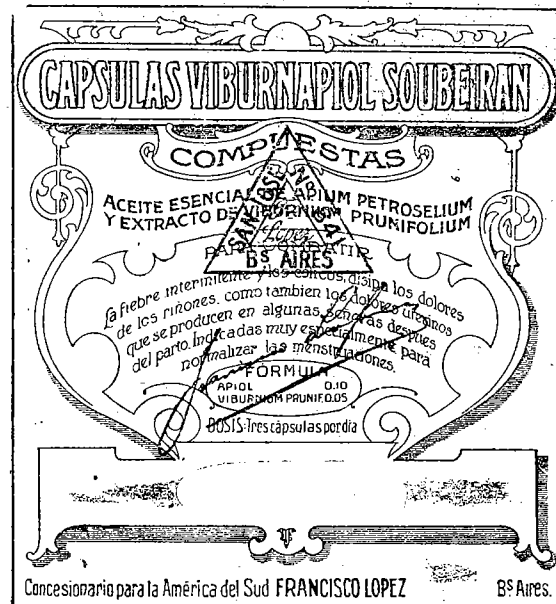 CAPSULAS VIBURNAPIOL SOUBEIRAN
COMPUESTAS
ACEITE ESENCIAL DE APIUM PETROSELIUM
Y EXTRACTO DE VIBURNUM PRUNIFOLIUM
PARA COMBATIR
Lopez
Bs AIRES
La fiebre intermitente y los cólicos, disipa los dolores
de los riñones, como tambien los dolores uterinos
que se producen en algunas Señoras despues
del parto. Indicadas muy especialmente para
normalizar las menstruaciones.
FORMULA
APIOL 0.10
VIBURNUM PRUNIF. 0.05
DOSIS: Tres cápsulas por dia
Concesionario para la América del Sud FRANCISCO LOPEZ Bs Aires.